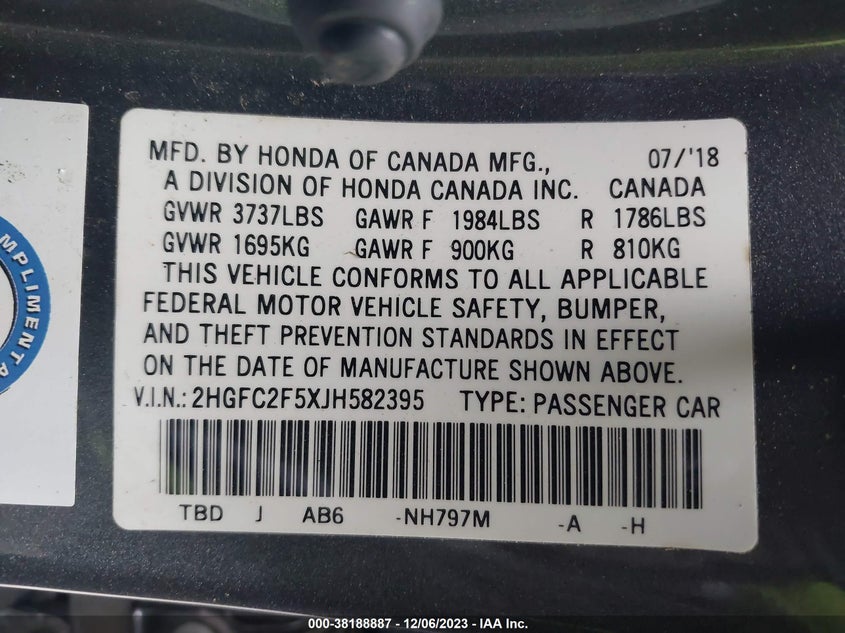 MFD. BY HONDA OF CANADA MFG., 07/'18
A DIVISION OF HONDA CANADA INC. CANADA
GVWR 3737LBS GAWR F 1984LBS R 1786LBS
GVWR 1695KG GAWR F 900KG R 810KG
THIS VEHICLE CONFORMS TO ALL APPLICABLE
FEDERAL MOTOR VEHICLE SAFETY, BUMPER,
AND THEFT PREVENTION STANDARDS IN EFFECT
ON THE DATE OF MANUFACTURE SHOWN ABOVE.
V.I.N.: 2HGFC2F5XJH582395 TYPE: PASSENGER CAR
TBD J AB6 -NH797M -A -H
000-38188887 - 12/06/2023 - IAA Inc.